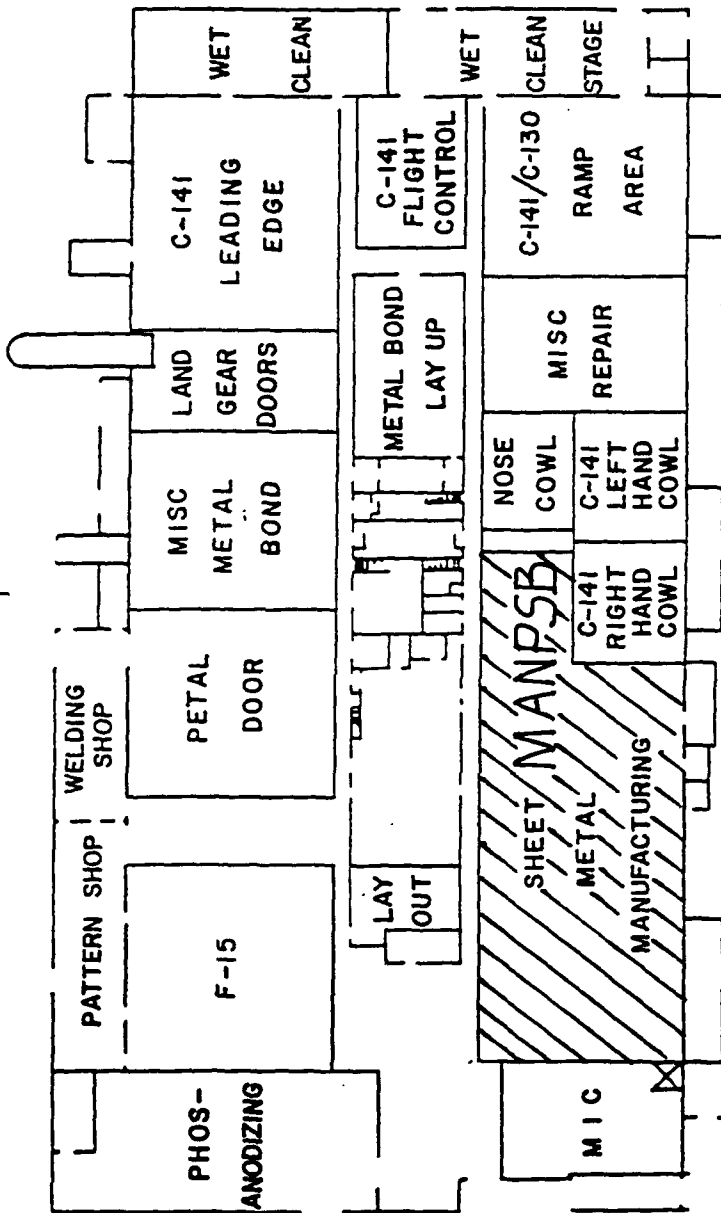 WELDING
SHOP
PATTERN SHOP
PHOS-
ANODIZING
F-15
PETAL
DOOR
MISC
METAL
BOND
LAND
GEAR
DOORS
C-141
LEADING
EDGE
WET
CLEAN
LAY
OUT
METAL BOND
LAY UP
C-141
FLIGHT
CONTROL
WET
CLEAN
STAGE
MIC
SHEET
METAL
MANUFACTURING
MANPSB
NOSE
COWL
C-141
RIGHT
HAND
COWL
C-141
LEFT
HAND
COWL
MISC
REPAIR
C-141/C-130
RAMP
AREA